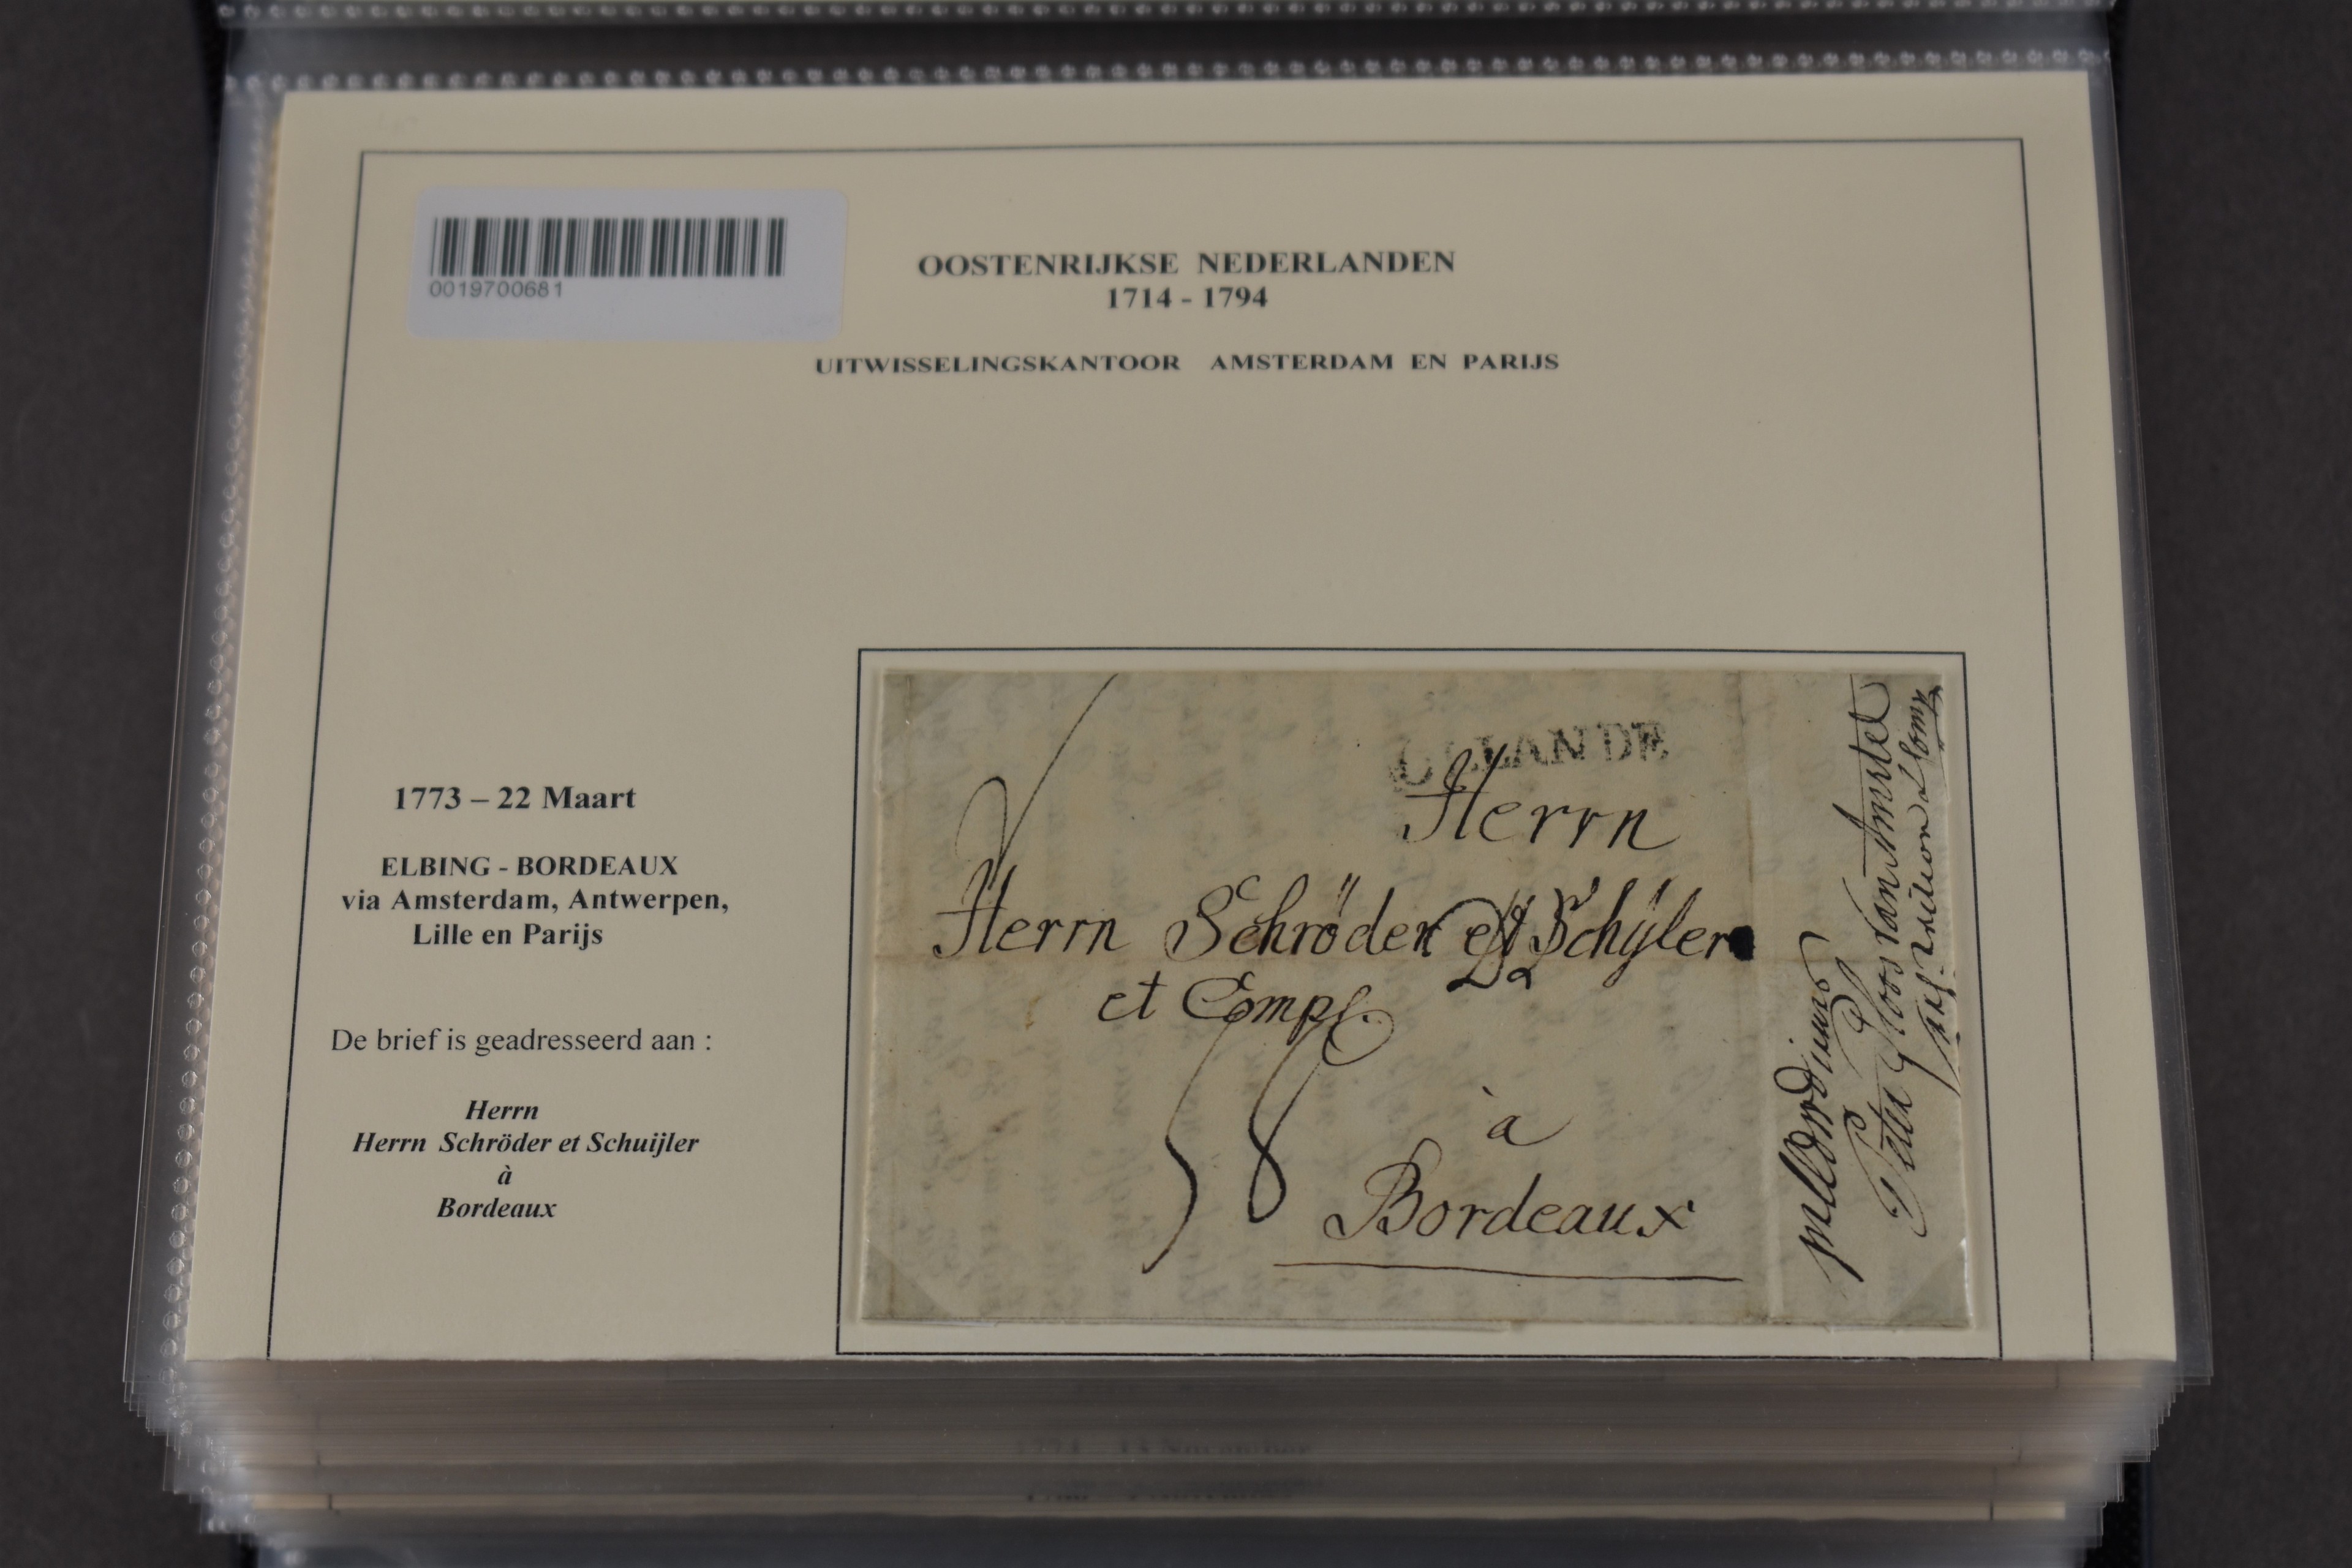 0019700681
OOSTENRIJKSE NEDERLANDEN
1714 - 1794
UITWISSELINGSKANTOOR AMSTERDAM EN PARIJS
1773 – 22 Maart
ELBING - BORDEAUX
via Amsterdam, Antwerpen,
Lille en Parijs
De brief is geadresseerd aan :
Herrn
Herrn Schröder et Schuijler
à
Bordeaux
OLLANDE
Herrn
Herrn Schröder et Schÿler
et Comp.
58
à
Bordeaux